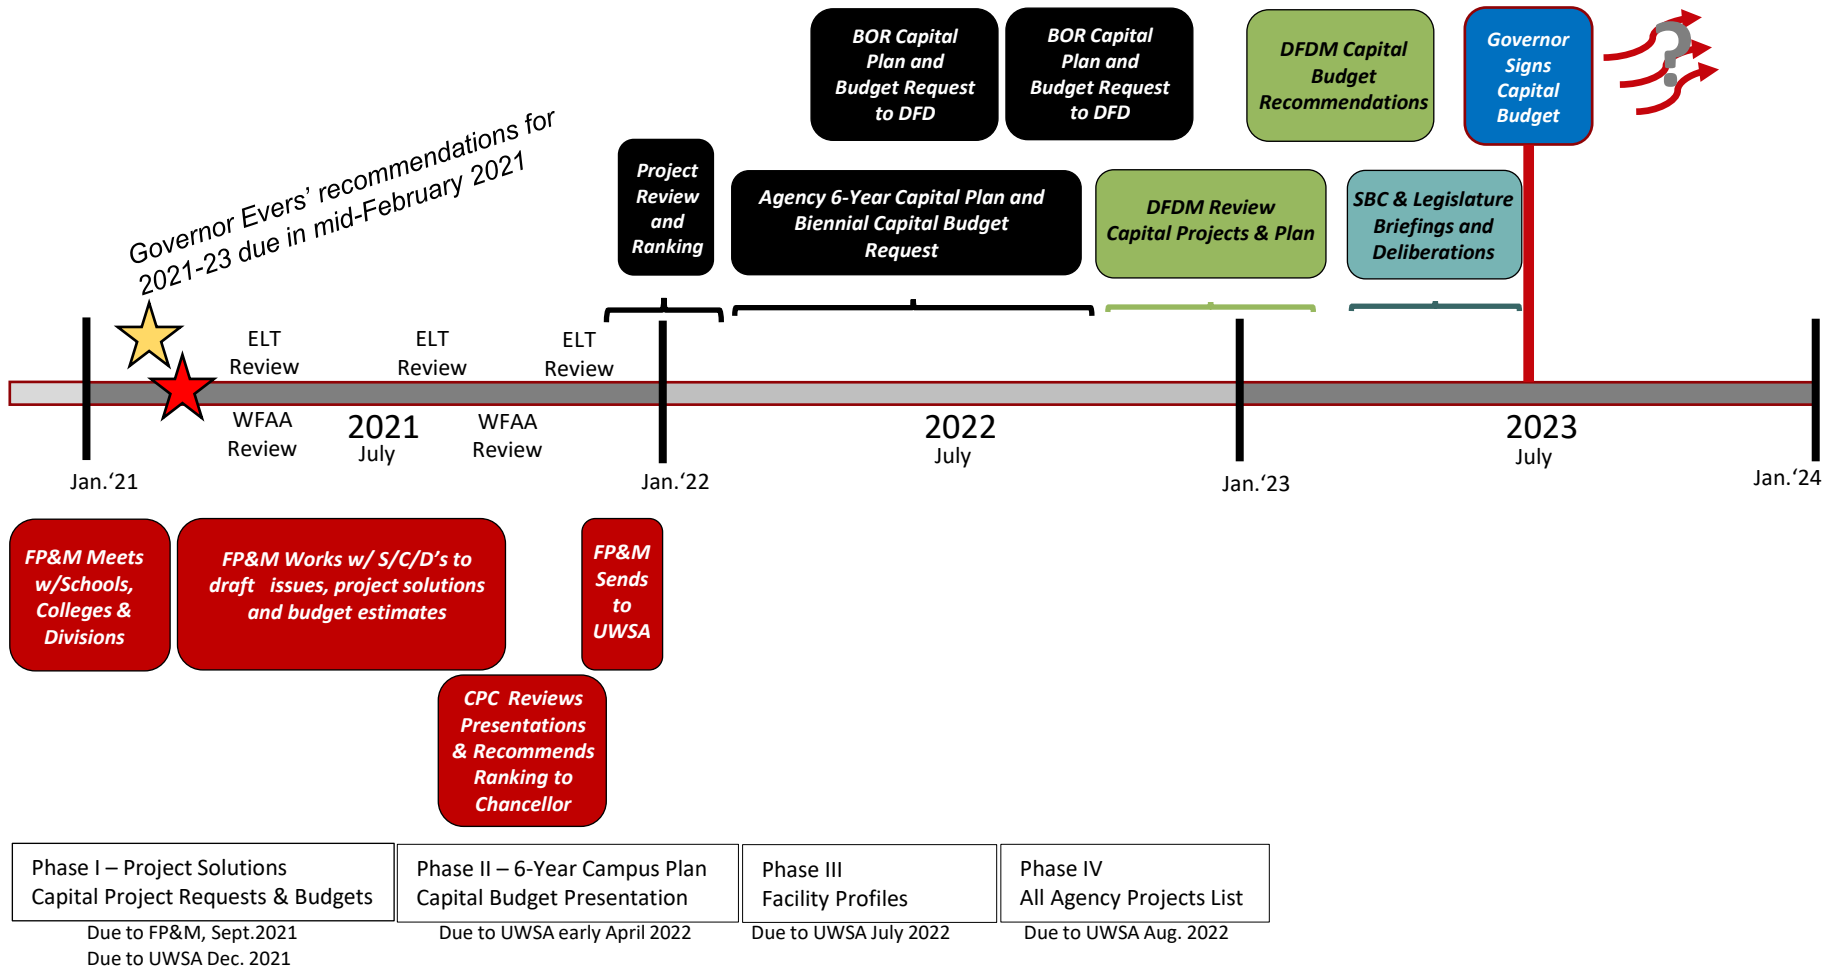 BOR Capital
Plan and
Budget Request
to DFD
BOR Capital
Plan and
Budget Request
to DFD
DFDM Capital
Budget
Recommendations
Governor
Signs
Capital
Budget
?
Governor Evers’ recommendations for
2021-23 due in mid-February 2021
Project
Review
and
Ranking
Agency 6-Year Capital Plan and
Biennial Capital Budget
Request
DFDM Review
Capital Projects & Plan
SBC & Legislature
Briefings and
Deliberations
ELT
Review
ELT
Review
ELT
Review
WFAA
Review
2021
July
WFAA
Review
2022
July
2023
July
Jan.‘21
Jan.‘22
Jan.‘23
Jan.‘24
FP&M Meets
w/Schools,
Colleges &
Divisions
FP&M Works w/ S/C/D’s to
draft issues, project solutions
and budget estimates
FP&M
Sends
to
UWSA
CPC Reviews
Presentations
& Recommends
Ranking to
Chancellor
Phase I – Project Solutions
Capital Project Requests & Budgets
Due to FP&M, Sept.2021
Due to UWSA Dec. 2021
Phase II – 6-Year Campus Plan
Capital Budget Presentation
Due to UWSA early April 2022
Phase III
Facility Profiles
Due to UWSA July 2022
Phase IV
All Agency Projects List
Due to UWSA Aug. 2022